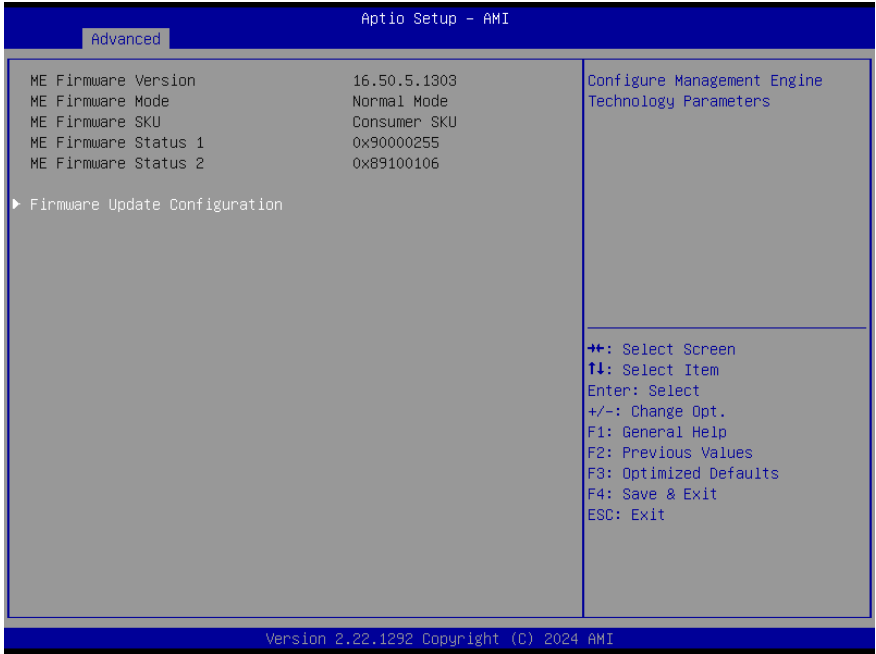 Aptio Setup – AMI
Advanced
ME Firmware Version 16.50.5.1303
ME Firmware Mode Normal Mode
ME Firmware SKU Consumer SKU
ME Firmware Status 1 0x90000255
ME Firmware Status 2 0x89100106
Firmware Update Configuration
Configure Management Engine
Technology Parameters
→←: Select Screen
↑↓: Select Item
Enter: Select
+/-: Change Opt.
F1: General Help
F2: Previous Values
F3: Optimized Defaults
F4: Save & Exit
ESC: Exit
Version 2.22.1292 Copyright (C) 2024 AMI